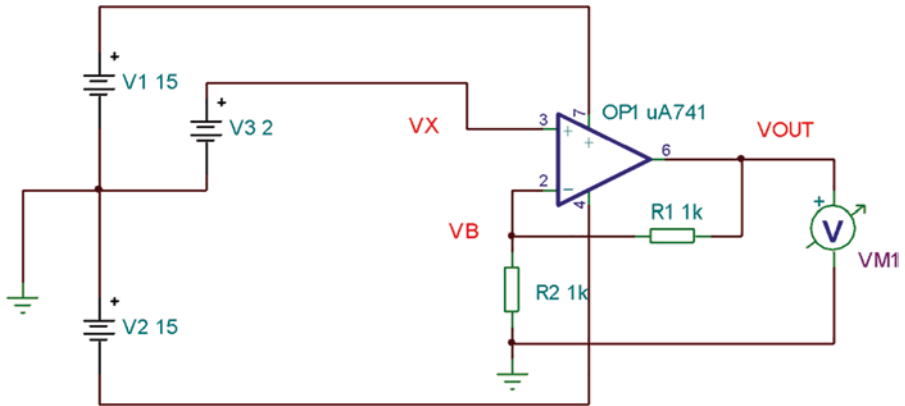 +
V1 15
+
V3 2
VX
3
+
7
+
OP1 uA741
6
VOUT
2
−
4
VB
R1 1k
R2 1k
+
V
VM1
+
V2 15